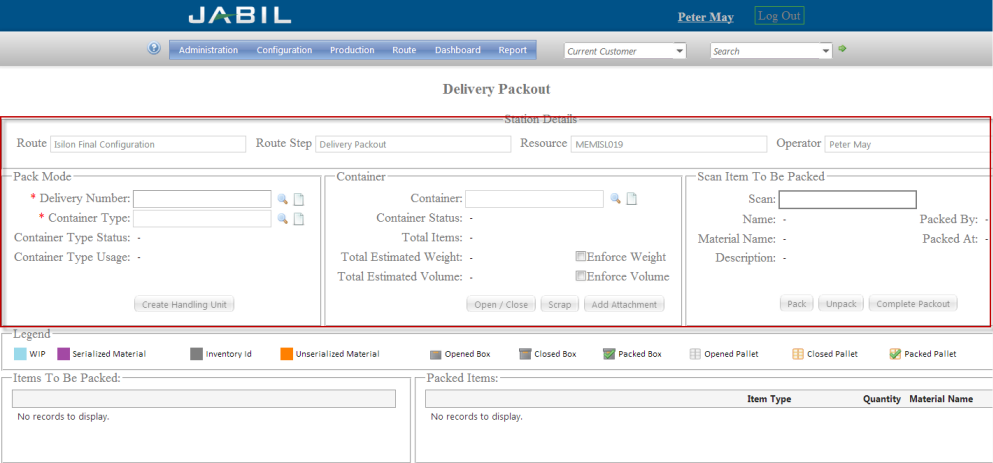 JABIL
Peter May Log Out
Administration Configuration Production Route Dashboard Report Current Customer Search
Delivery Packout
Station Details
Route Isilon Final Configuration Route Step Delivery Packout Resource MEMISL019 Operator Peter May
Pack Mode
* Delivery Number:
* Container Type:
Container Type Status: -
Container Type Usage: -
Create Handling Unit
Container
Container:
Container Status: -
Total Items: -
Total Estimated Weight: - Enforce Weight
Total Estimated Volume: - Enforce Volume
Open / Close Scrap Add Attachment
Scan Item To Be Packed
Scan:
Name: - Packed By: -
Material Name: - Packed At: -
Description: -
Pack Unpack Complete Packout
Legend
WIP Serialized Material Inventory Id Unserialized Material Opened Box Closed Box Packed Box Opened Pallet Closed Pallet Packed Pallet
Items To Be Packed:
No records to display.
Packed Items:
Item Type Quantity Material Name
No records to display.